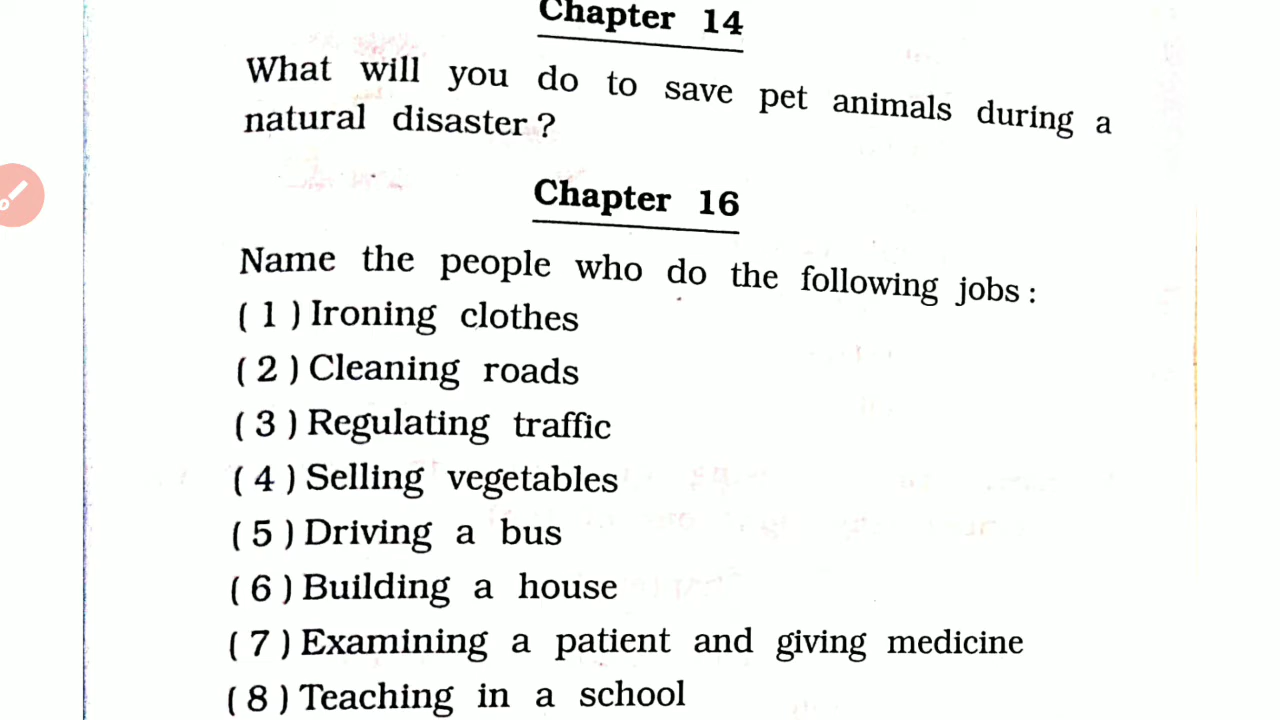 Chapter 14
What will you do to save pet animals during a
natural disaster ?
Chapter 16
Name the people who do the following jobs :
( 1 ) Ironing clothes
( 2 ) Cleaning roads
( 3 ) Regulating traffic
( 4 ) Selling vegetables
( 5 ) Driving a bus
( 6 ) Building a house
( 7 ) Examining a patient and giving medicine
( 8 ) Teaching in a school